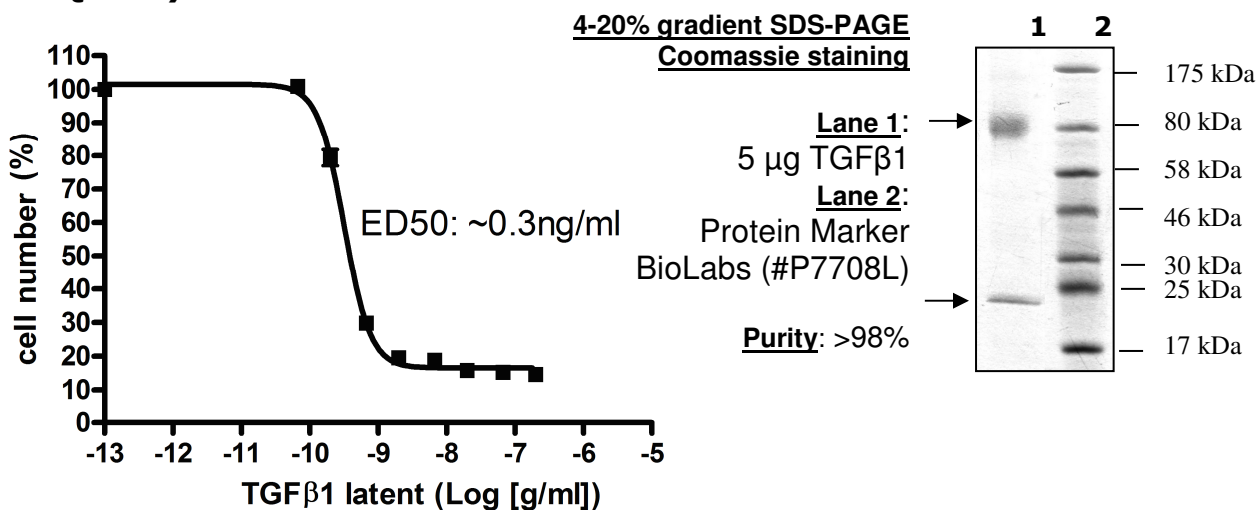 110
100
90
80
70
60
50
40
30
20
10
0
cell number (%)
ED50: ~0.3ng/ml
-13 -12 -11 -10 -9 -8 -7 -6 -5
TGFβ1 latent (Log [g/ml])
4-20% gradient SDS-PAGE
Coomassie staining
Lane 1:
5 µg TGFβ1
Lane 2:
Protein Marker
BioLabs (#P7708L)
Purity: >98%
1 2
175 kDa
80 kDa
58 kDa
46 kDa
30 kDa
25 kDa
17 kDa